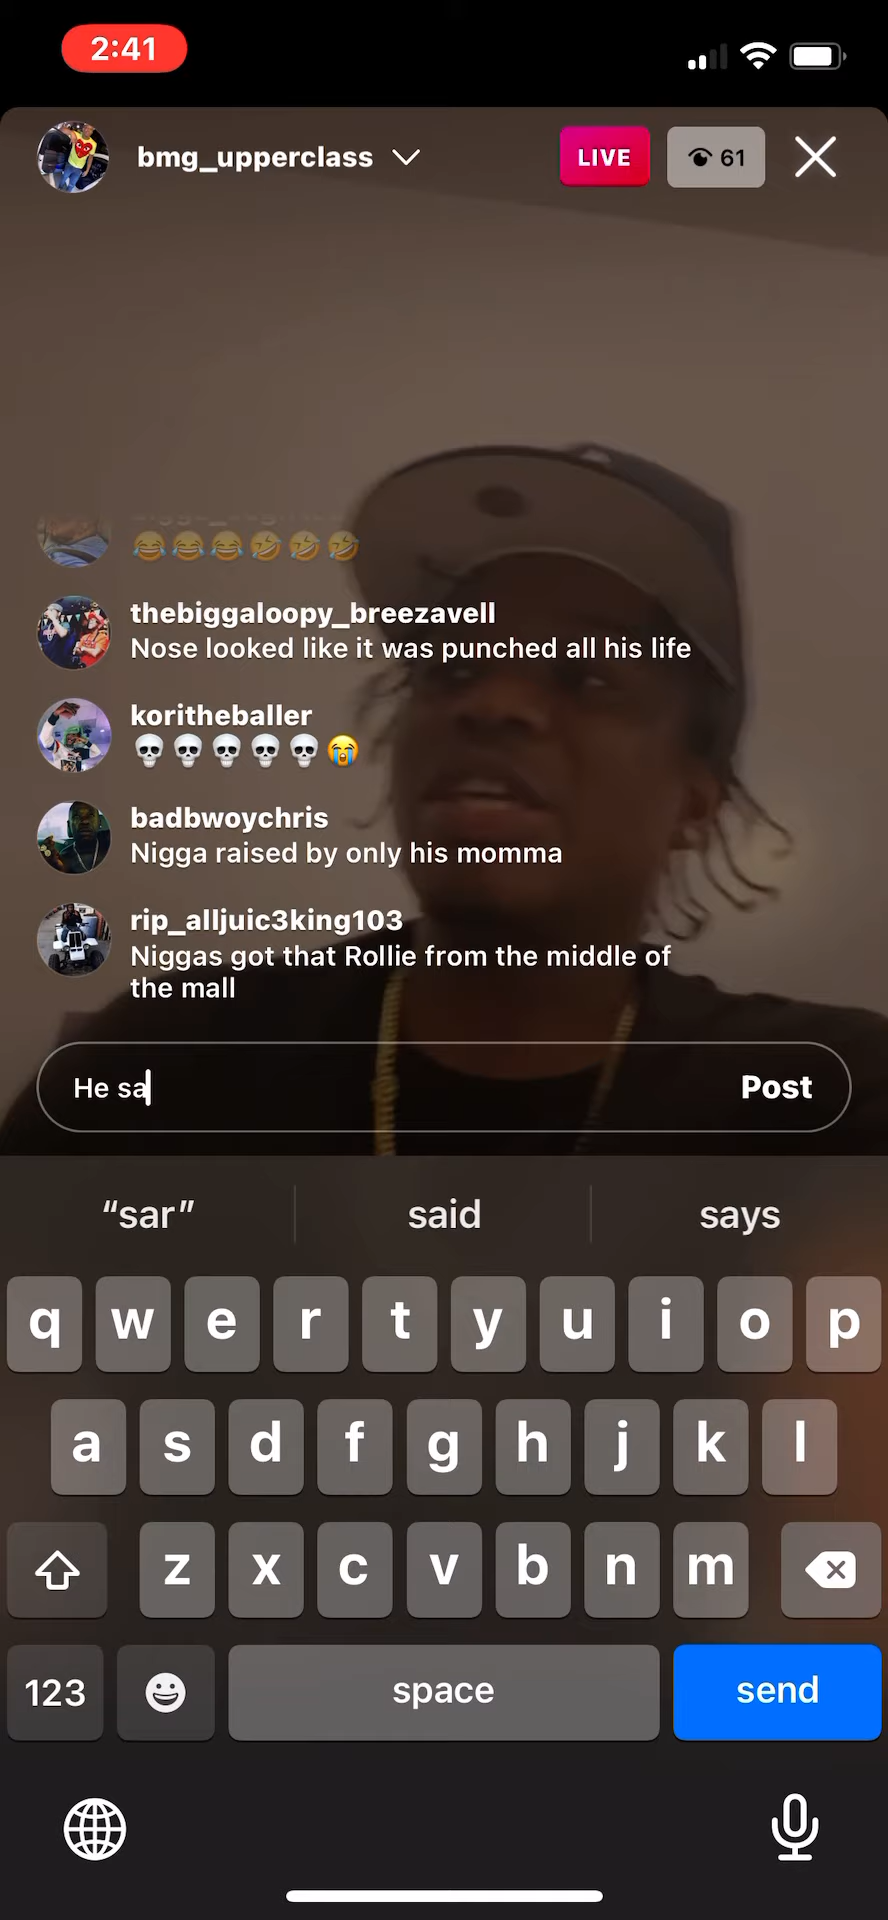 2:41
bmg_upperclass
LIVE
61
😂😂😂🤣🤣🤣
thebiggaloopy_breezavell
Nose looked like it was punched all his life
koritheballer
💀💀💀💀💀😭
badbwoychris
Nigga raised by only his momma
rip_alljuic3king103
Niggas got that Rollie from the middle of
the mall
He sa
Post
“sar” said says
q w e r t y u i o p
a s d f g h j k l
z x c v b n m
123 space send